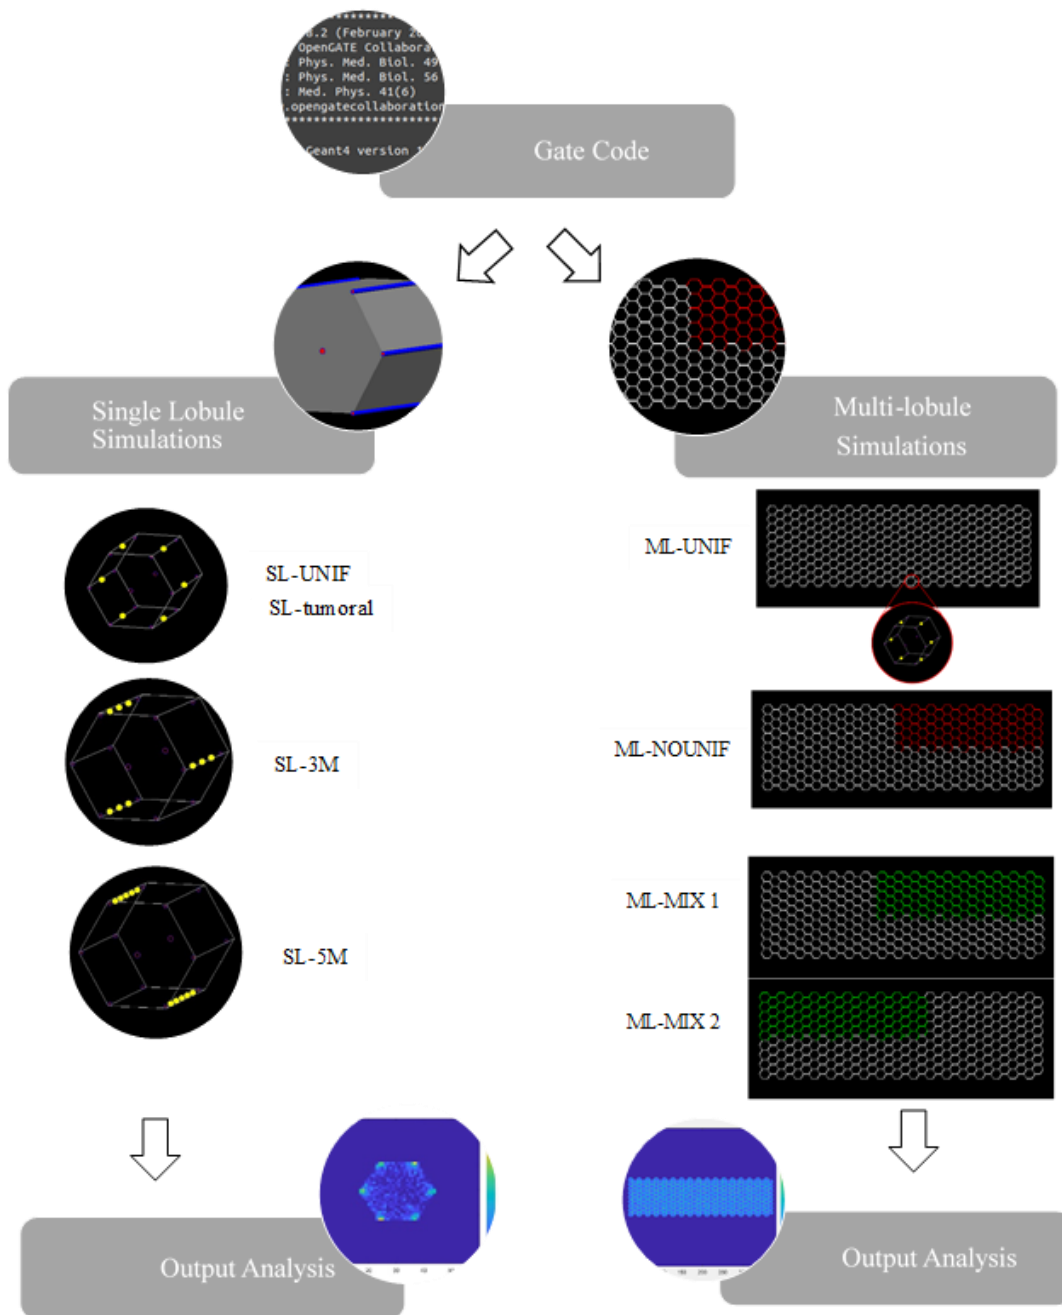 8.2 (February 20
OpenGATE Collabora
: Phys. Med. Biol. 49
: Phys. Med. Biol. 56
: Med. Phys. 41(6)
.opengatecollaboration
Geant4 version 1
Gate Code
Single Lobule
Simulations
Multi-lobule
Simulations
SL-UNIF
SL-tumoral
ML-UNIF
SL-3M
ML-NOUNIF
ML-MIX 1
SL-5M
ML-MIX 2
Output Analysis
Output Analysis